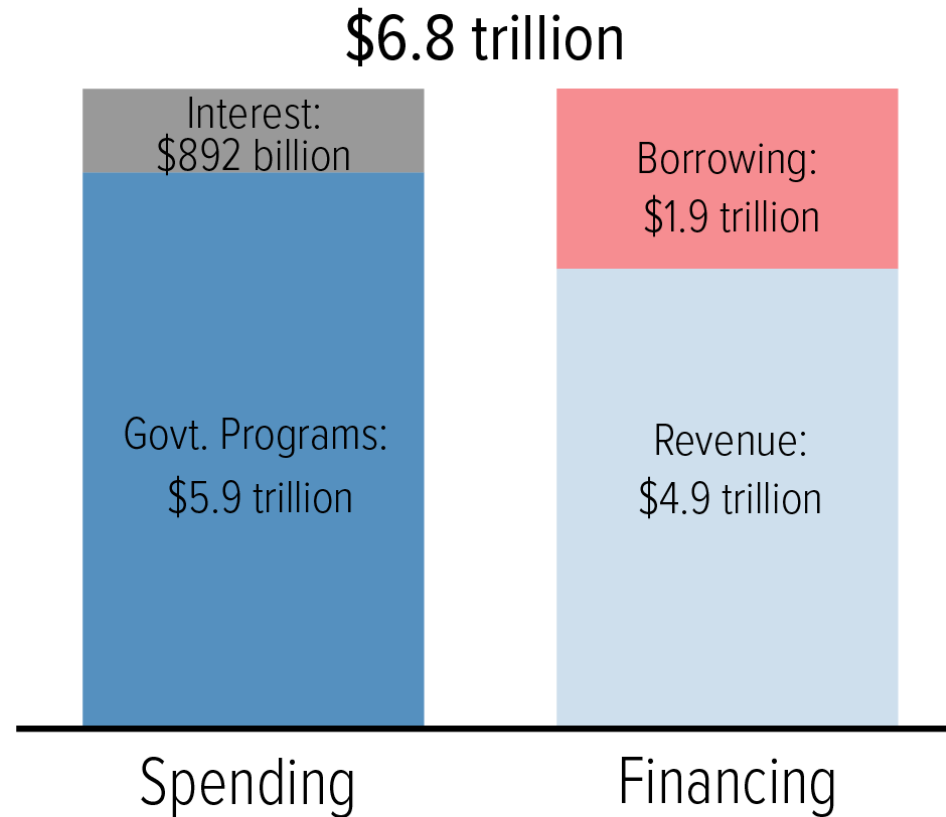 $6.8 trillion
Interest:
$892 billion
Govt. Programs:
$5.9 trillion
Borrowing:
$1.9 trillion
Revenue:
$4.9 trillion
Spending
Financing